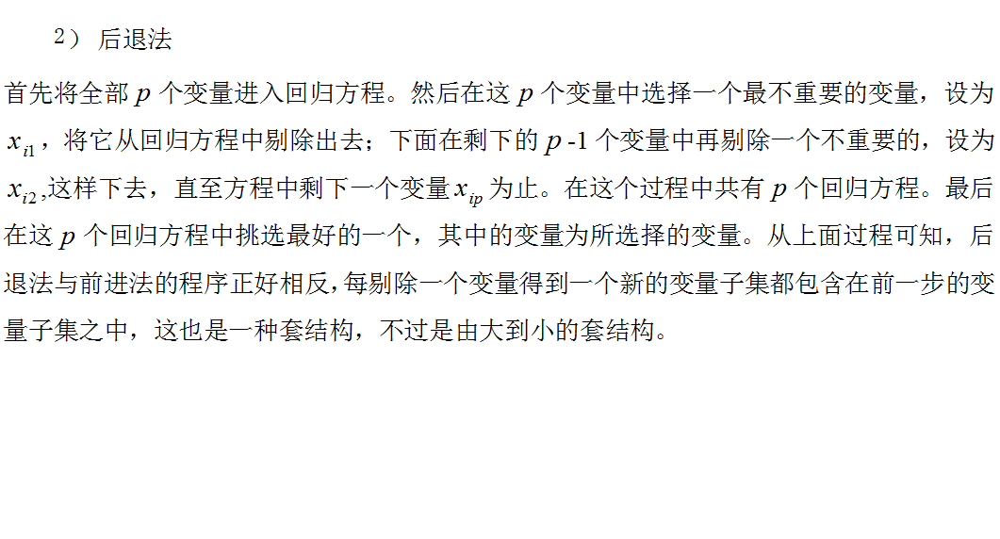 2） 后退法
首先将全部 p 个变量进入回归方程。然后在这 p 个变量中选择一个最不重要的变量，设为
x_{i1}，将它从回归方程中剔除出去；下面在剩下的 p -1 个变量中再剔除一个不重要的，设为
x_{i2},这样下去，直至方程中剩下一个变量 x_{ip} 为止。在这个过程中共有 p 个回归方程。最后
在这 p 个回归方程中挑选最好的一个，其中的变量为所选择的变量。从上面过程可知，后
退法与前进法的程序正好相反，每剔除一个变量得到一个新的变量子集都包含在前一步的变
量子集之中，这也是一种套结构，不过是由大到小的套结构。